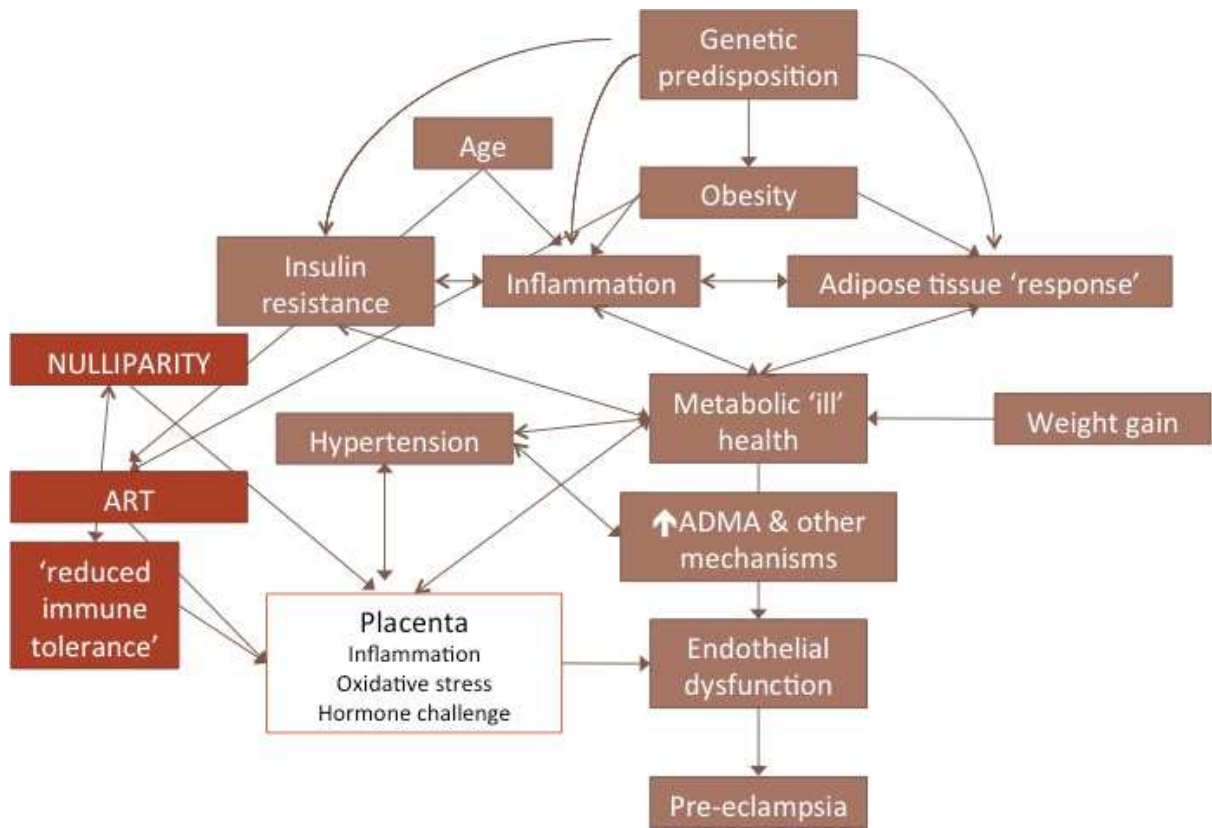 Genetic
predisposition
Age
Obesity
Insulin
resistance
Inflammation
Adipose tissue ‘response’
NULLIPARITY
Metabolic ‘ill’
health
Weight gain
Hypertension
ART
↑ADMA & other
mechanisms
‘reduced
immune
tolerance’
Placenta
Inflammation
Oxidative stress
Hormone challenge
Endothelial
dysfunction
Pre-eclampsia